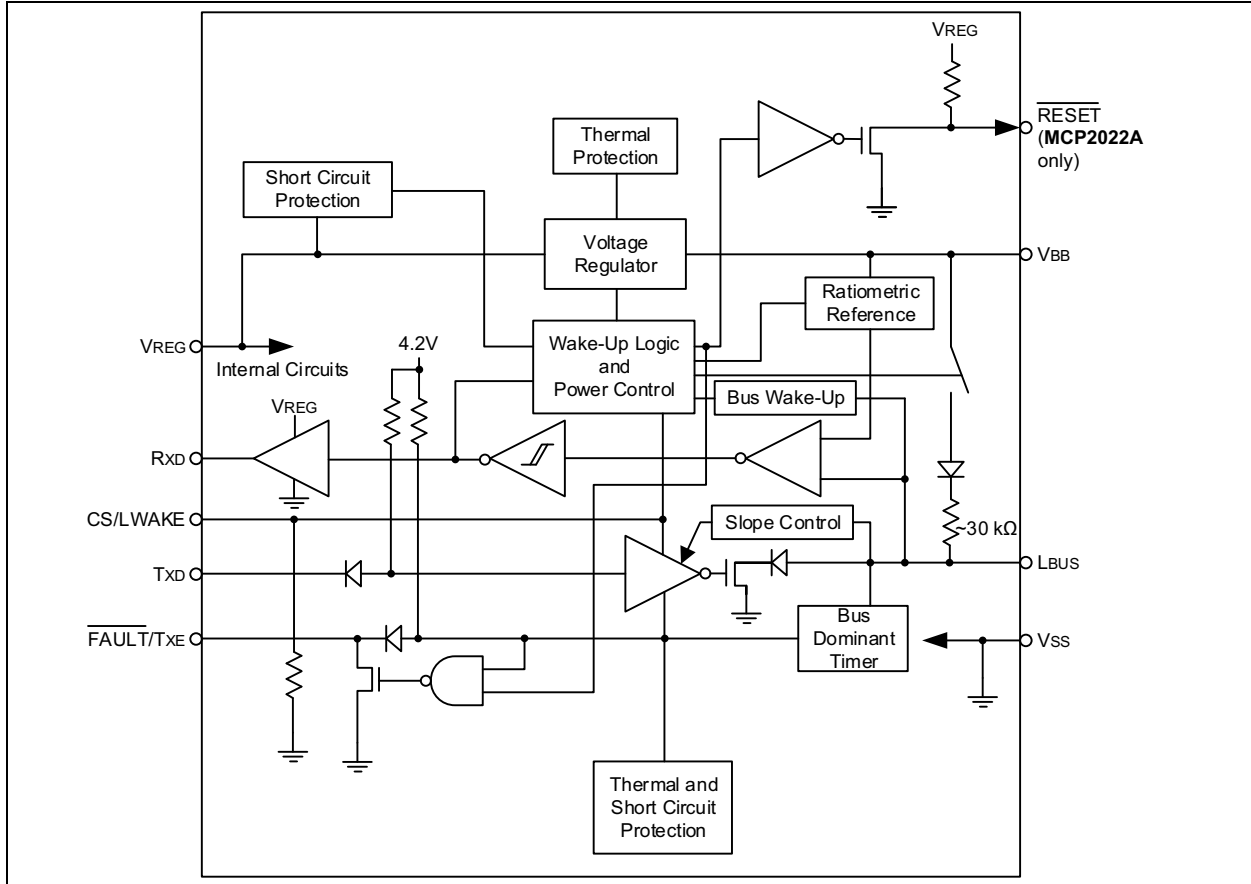 VREG
RESET
(MCP2022A
only)
Thermal
Protection
Short Circuit
Protection
Voltage
Regulator
VBB
Ratiometric
Reference
Wake-Up Logic
and
Power Control
VREG
Internal Circuits
4.2V
Bus Wake-Up
VREG
RXD
CS/LWAKE
Slope Control
~30 kΩ
TXD
LBUS
FAULT/TXE
Bus
Dominant
Timer
VSS
Thermal and
Short Circuit
Protection